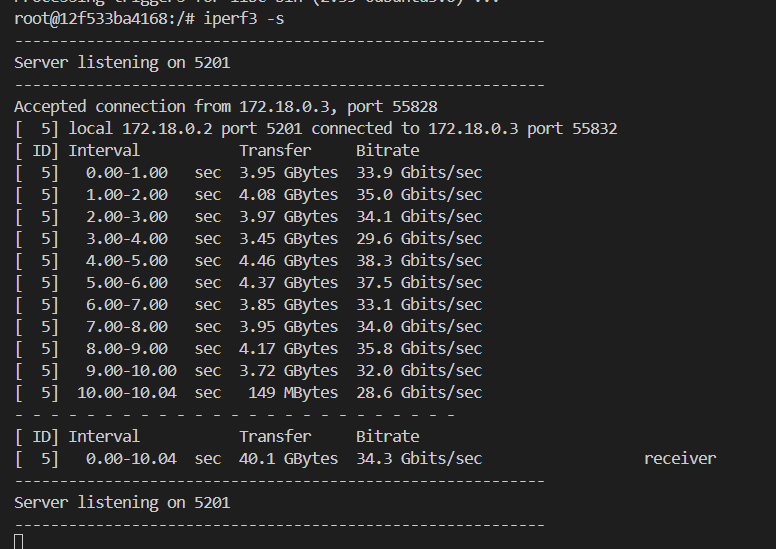 root@12f533ba4168:/# iperf3 -s
-----------------------------------------------------------
Server listening on 5201
-----------------------------------------------------------
Accepted connection from 172.18.0.3, port 55828
[  5] local 172.18.0.2 port 5201 connected to 172.18.0.3 port 55832
[ ID] Interval           Transfer     Bitrate
[  5]   0.00-1.00   sec  3.95 GBytes  33.9 Gbits/sec
[  5]   1.00-2.00   sec  4.08 GBytes  35.0 Gbits/sec
[  5]   2.00-3.00   sec  3.97 GBytes  34.1 Gbits/sec
[  5]   3.00-4.00   sec  3.45 GBytes  29.6 Gbits/sec
[  5]   4.00-5.00   sec  4.46 GBytes  38.3 Gbits/sec
[  5]   5.00-6.00   sec  4.37 GBytes  37.5 Gbits/sec
[  5]   6.00-7.00   sec  3.85 GBytes  33.1 Gbits/sec
[  5]   7.00-8.00   sec  3.95 GBytes  34.0 Gbits/sec
[  5]   8.00-9.00   sec  4.17 GBytes  35.8 Gbits/sec
[  5]   9.00-10.00  sec  3.72 GBytes  32.0 Gbits/sec
[  5]  10.00-10.04  sec   149 MBytes  28.6 Gbits/sec
- - - - - - - - - - - - - - - - - - - - - - - - -
[ ID] Interval           Transfer     Bitrate
[  5]   0.00-10.04  sec  40.1 GBytes  34.3 Gbits/sec                  receiver
-----------------------------------------------------------
Server listening on 5201
-----------------------------------------------------------